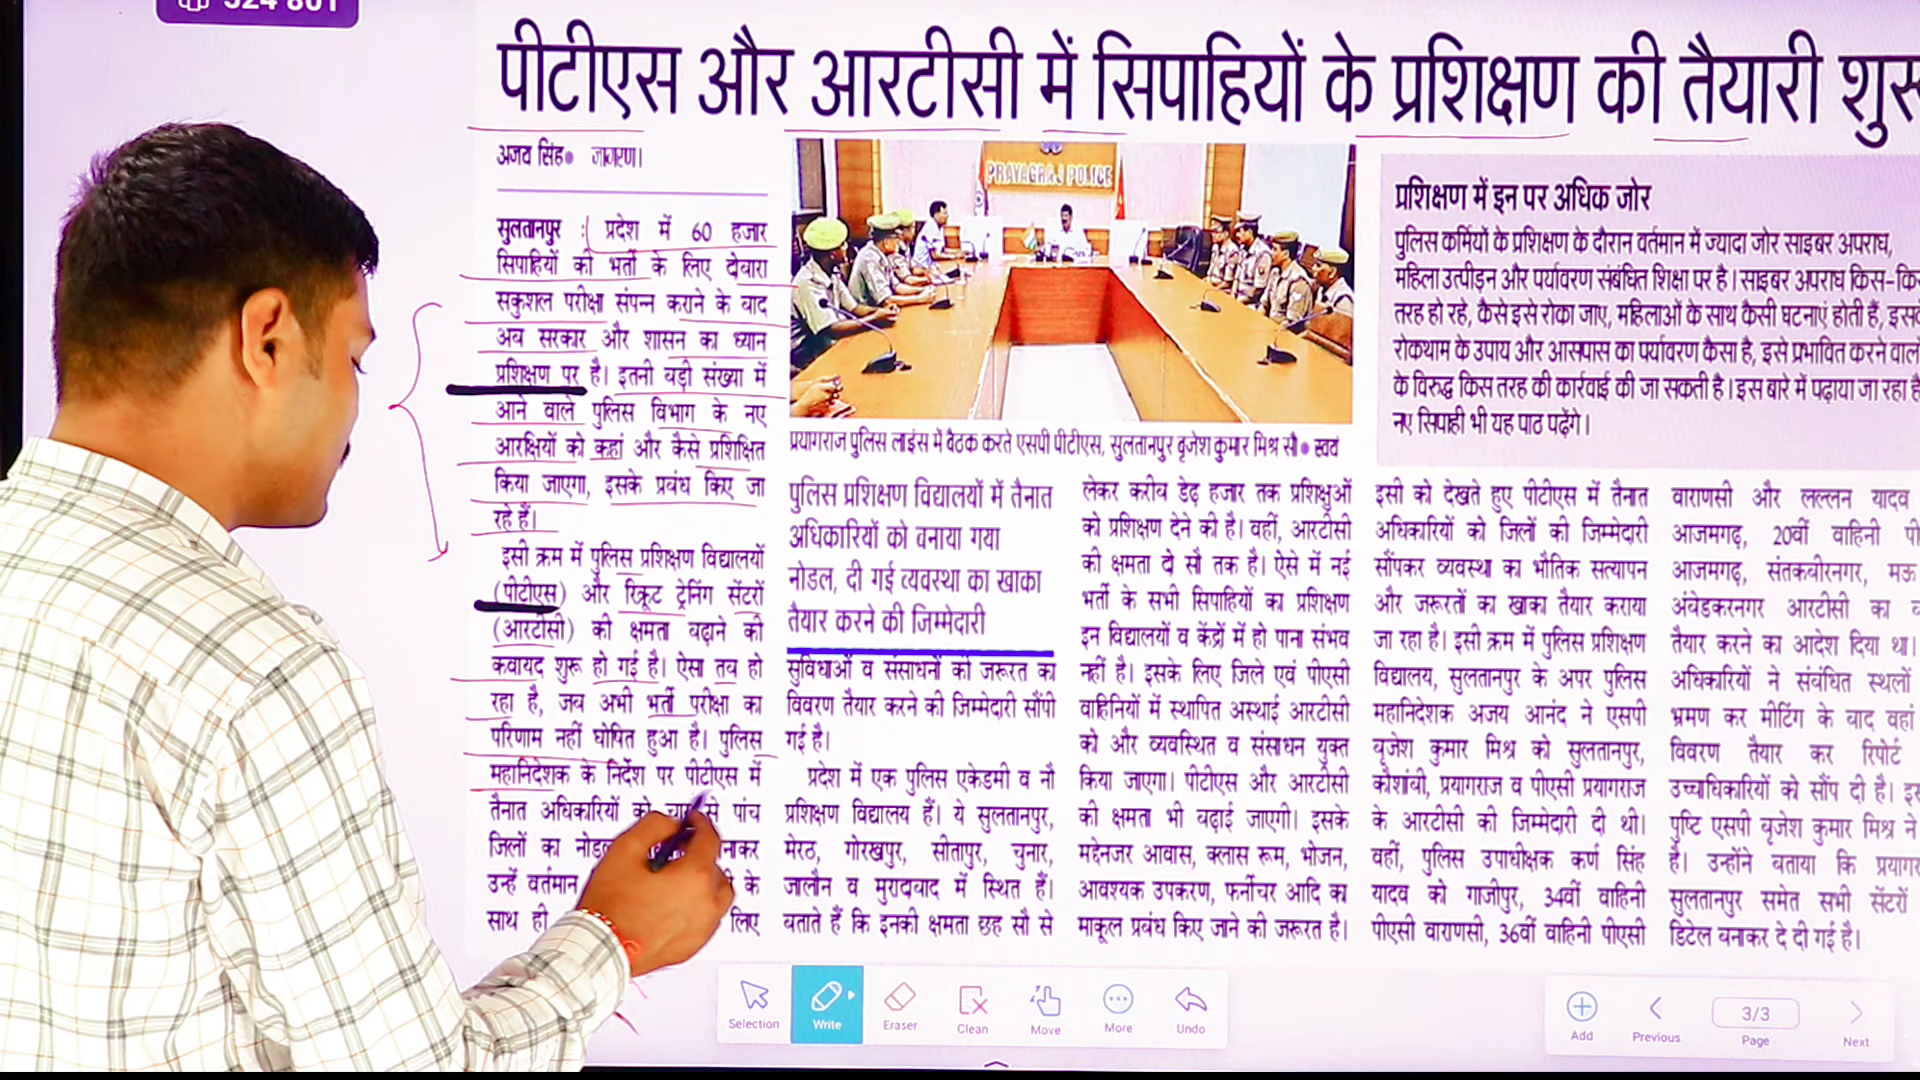 524 801
पीटीएस और आरटीसी में सिपाहियों के प्रशिक्षण की तैयारी
अजय सिंह● जागरण।
सुलतानपुर : प्रदेश में 60 हजार
सिपाहियों की भर्ती के लिए दोबारा
सकुशल परीक्षा संपन्न कराने के बाद
अब सरकार और शासन का ध्यान
प्रशिक्षण पर है। इतनी बड़ी संख्या में
आने वाले पुलिस विभाग के नए
आरक्षियों को कहां और कैसे प्रशिक्षित
किया जाएगा, इसके प्रबंध किए जा
रहे हैं।
इसी क्रम में पुलिस प्रशिक्षण विद्यालयों
(पीटीएस) और रिक्रूट ट्रेनिंग सेंटरों
(आरटीसी) की क्षमता बढ़ाने की
कवायद शुरू हो गई है। ऐसा तब हो
रहा है, जब अभी भर्ती परीक्षा का
परिणाम नहीं घोषित हुआ है। पुलिस
महानिदेशक के निर्देश पर पीटीएस में
तैनात अधिकारियों को से पांच
जिलों का
उन्हें वर्तमान के
साथ ही लिए
PRAYAGRAJ POLICE
प्रयागराज पुलिस लाइंस में बैठक करते एसपी पीटीएस, सुलतानपुर बृजेश कुमार मिश्र सौ● स्वयं
पुलिस प्रशिक्षण विद्यालयों में तैनात
अधिकारियों को बनाया गया
नोडल, दी गई व्यवस्था का खाका
तैयार करने की जिम्मेदारी
सुविधाओं व संसाधनों की जरूरत का
विवरण तैयार करने की जिम्मेदारी सौंपी
गई है।
प्रदेश में एक पुलिस एकेडमी व नौ
प्रशिक्षण विद्यालय हैं। ये सुलतानपुर,
मेरठ, गोरखपुर, सीतापुर, चुनार,
जालौन व मुरादाबाद में स्थित हैं।
बताते हैं कि इनकी क्षमता छह सौ से
लेकर करीब डेढ़ हजार तक प्रशिक्षुओं
को प्रशिक्षण देने की है। वहीं, आरटीसी
की क्षमता दो सौ तक है। ऐसे में नई
भर्ती के सभी सिपाहियों का प्रशिक्षण
इन विद्यालयों व केंद्रों में हो पाना संभव
नहीं है। इसके लिए जिले एवं पीएसी
वाहिनियों में स्थापित अस्थाई आरटीसी
को और व्यवस्थित व संसाधन युक्त
किया जाएगा। पीटीएस और आरटीसी
की क्षमता भी बढ़ाई जाएगी। इसके
मद्देनजर आवास, क्लास रूम, भोजन,
आवश्यक उपकरण, फर्नीचर आदि का
माकूल प्रबंध किए जाने की जरूरत है।
प्रशिक्षण में इन पर अधिक जोर
पुलिस कर्मियों के प्रशिक्षण के दौरान वर्तमान में ज्यादा जोर साइबर अपराध,
महिला उत्पीड़न और पर्यावरण संबंधित शिक्षा पर है। साइबर अपराध किस-
तरह हो रहे, कैसे इसे रोका जाए, महिलाओं के साथ कैसी घटनाएं होती हैं,
रोकथाम के उपाय और आसपास का पर्यावरण कैसा है, इसे प्रभावित करने
के विरुद्ध किस तरह की कार्रवाई की जा सकती है। इस बारे में पढ़ाया जा रहा
नए सिपाही भी यह पाठ पढ़ेंगे।
इसी को देखते हुए पीटीएस में तैनात
अधिकारियों को जिलों की जिम्मेदारी
सौंपकर व्यवस्था का भौतिक सत्यापन
और जरूरतों का खाका तैयार कराया
जा रहा है। इसी क्रम में पुलिस प्रशिक्षण
विद्यालय, सुलतानपुर के अपर पुलिस
महानिदेशक अजय आनंद ने एसपी
बृजेश कुमार मिश्र को सुलतानपुर,
कौशांबी, प्रयागराज व पीएसी प्रयागराज
के आरटीसी की जिम्मेदारी दी थी।
वहीं, पुलिस उपाधीक्षक कर्ण सिंह
यादव को गाजीपुर, 34वीं वाहिनी
पीएसी वाराणसी, 36वीं वाहिनी पीएसी
वाराणसी और लल्लन यादव
आजमगढ़, 20वीं वाहिनी
आजमगढ़, संतकबीरनगर, मऊ
अंबेडकरनगर आरटीसी का
तैयार करने का आदेश दिया था।
अधिकारियों ने संबंधित स्थलों
भ्रमण कर मीटिंग के बाद वहां
विवरण तैयार कर रिपोर्ट
उच्चाधिकारियों को सौंप दी है।
पुष्टि एसपी बृजेश कुमार मिश्र ने
है। उन्होंने बताया कि
सुलतानपुर समेत सभी सेंटरों
डिटेल बनाकर दे दी गई है।
Selection
Write
Eraser
Clean
Move
More
Undo
Add
Previous
3/3
Page
Next